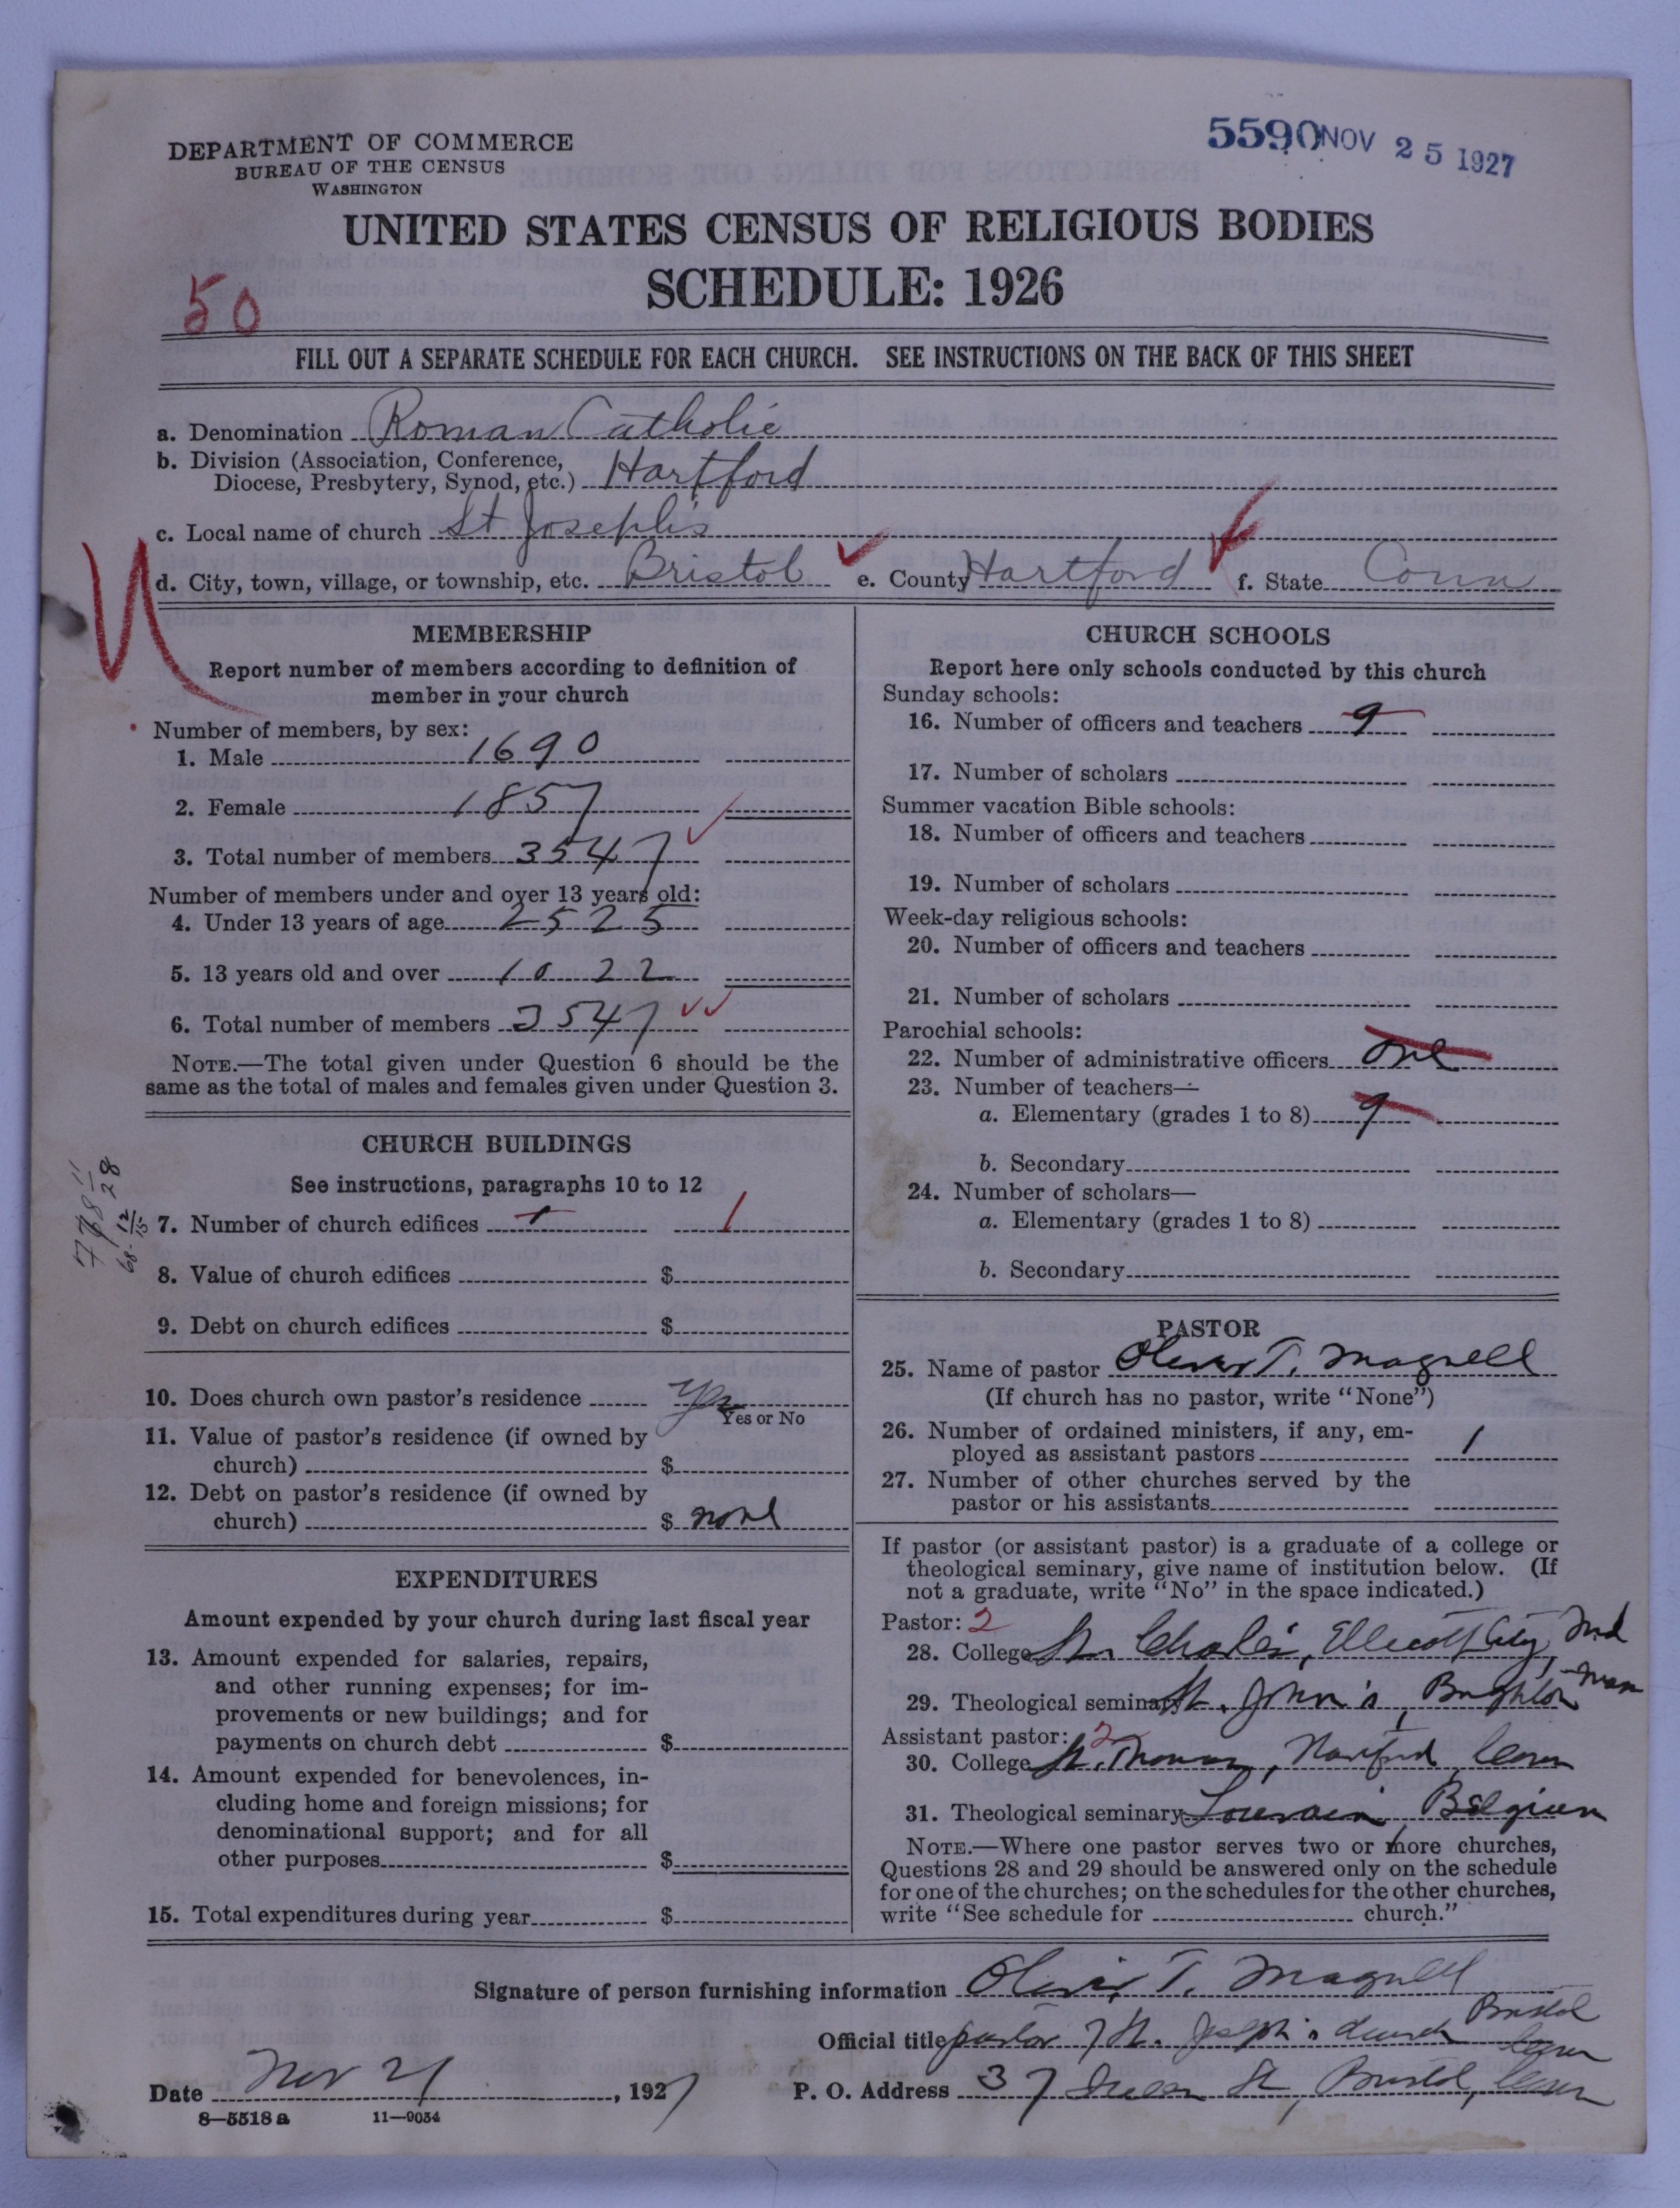 DEPARTMENT OF COMMERCE
BUREAU OF THE CENSUS
WASHINGTON
5590 NOV 25 1927
UNITED STATES CENSUS OF RELIGIOUS BODIES
SCHEDULE: 1926
50
FILL OUT A SEPARATE SCHEDULE FOR EACH CHURCH. SEE INSTRUCTIONS ON THE BACK OF THIS SHEET
a. Denomination Roman Catholic
b. Division (Association, Conference,
Diocese, Presbytery, Synod, etc.) Hartford
c. Local name of church St Joseph's
d. City, town, village, or township, etc. Bristol e. County Hartford f. State Conn
MEMBERSHIP
Report number of members according to definition of
member in your church
Number of members, by sex:
1. Male 1690
2. Female 1857
3. Total number of members 3547
Number of members under and over 13 years old:
4. Under 13 years of age 2525
5. 13 years old and over 1022
6. Total number of members 3547
NOTE.—The total given under Question 6 should be the
same as the total of males and females given under Question 3.
CHURCH BUILDINGS
See instructions, paragraphs 10 to 12
7. Number of church edifices 1 1
8. Value of church edifices $
9. Debt on church edifices $
10. Does church own pastor's residence Yes
Yes or No
11. Value of pastor's residence (if owned by
church) $
12. Debt on pastor's residence (if owned by
church) $ none
EXPENDITURES
Amount expended by your church during last fiscal year
13. Amount expended for salaries, repairs,
and other running expenses; for im-
provements or new buildings; and for
payments on church debt $
14. Amount expended for benevolences, in-
cluding home and foreign missions; for
denominational support; and for all
other purposes $
15. Total expenditures during year $
CHURCH SCHOOLS
Report here only schools conducted by this church
Sunday schools:
16. Number of officers and teachers 9
17. Number of scholars
Summer vacation Bible schools:
18. Number of officers and teachers
19. Number of scholars
Week-day religious schools:
20. Number of officers and teachers
21. Number of scholars
Parochial schools:
22. Number of administrative officers one
23. Number of teachers—
a. Elementary (grades 1 to 8) 9
b. Secondary
24. Number of scholars—
a. Elementary (grades 1 to 8)
b. Secondary
PASTOR
25. Name of pastor Oliver T. Magnell
(If church has no pastor, write "None")
26. Number of ordained ministers, if any, em-
ployed as assistant pastors 1
27. Number of other churches served by the
pastor or his assistants
If pastor (or assistant pastor) is a graduate of a college or
theological seminary, give name of institution below. (If
not a graduate, write "No" in the space indicated.)
Pastor: 2
28. College St. Charles, Ellicott City, Md
29. Theological seminary St. John's, Brighton Mass
Assistant pastor: 2
30. College St. Thomas, Hartford, Conn
31. Theological seminary Louvain, Belgium
NOTE.—Where one pastor serves two or more churches,
Questions 28 and 29 should be answered only on the schedule
for one of the churches; on the schedules for the other churches,
write "See schedule for church."
Signature of person furnishing information Oliver T. Magnell
Official title pastor of St. Joseph's church Bristol
Conn
Date Nov 21, 1927 P. O. Address 37 Queen St, Bristol, Conn
8—5518a 11—9054